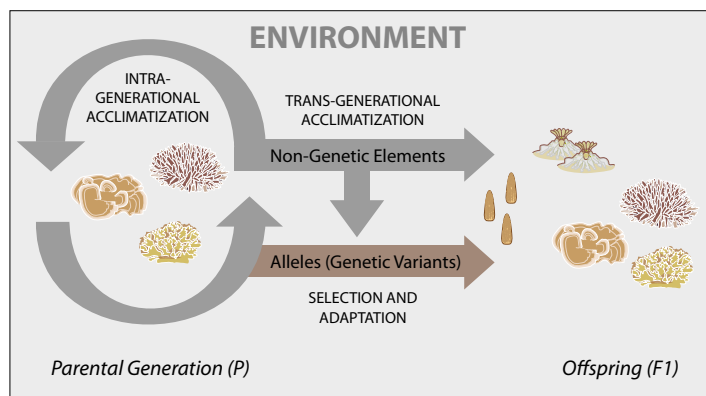 ENVIRONMENT
INTRA-
GENERATIONAL
ACCLIMATIZATION
TRANS-GENERATIONAL
ACCLIMATIZATION
Non-Genetic Elements
Alleles (Genetic Variants)
SELECTION AND
ADAPTATION
Parental Generation (P)
Offspring (F1)